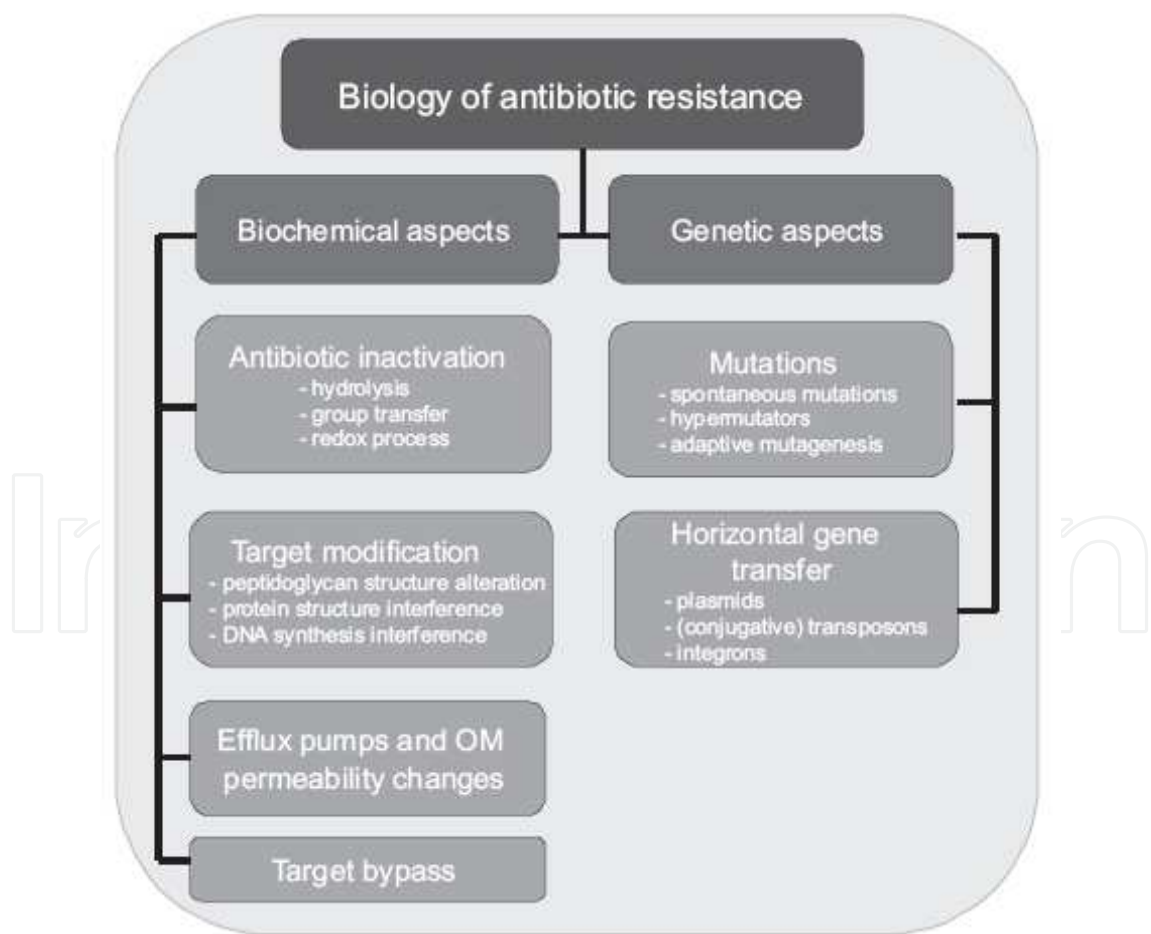 Biology of antibiotic resistance
Biochemical aspects
Genetic aspects
Antibiotic inactivation
- hydrolysis
- group transfer
- redox process
Mutations
- spontaneous mutations
- hypermutators
- adaptive mutagenesis
Target modification
- peptidoglycan structure alteration
- protein structure interference
- DNA synthesis interference
Horizontal gene
transfer
- plasmids
- (conjugative) transposons
- integrons
Efflux pumps and OM
permeability changes
Target bypass